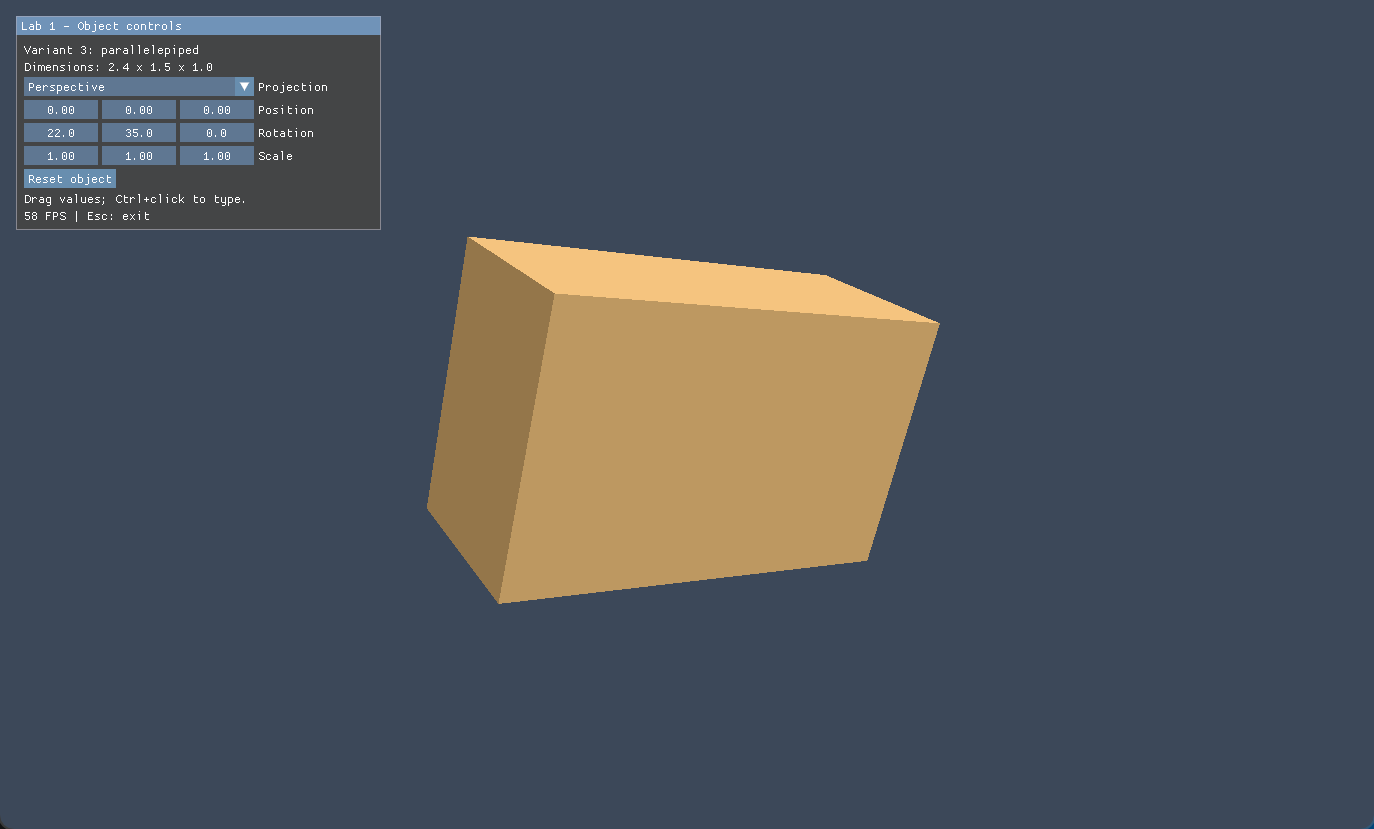 Lab 1 - Object controls
Variant 3: parallelepiped
Dimensions: 2.4 x 1.5 x 1.0
Perspective Projection
0.00 0.00 0.00 Position
22.0 35.0 0.0 Rotation
1.00 1.00 1.00 Scale
Reset object
Drag values; Ctrl+click to type.
58 FPS | Esc: exit